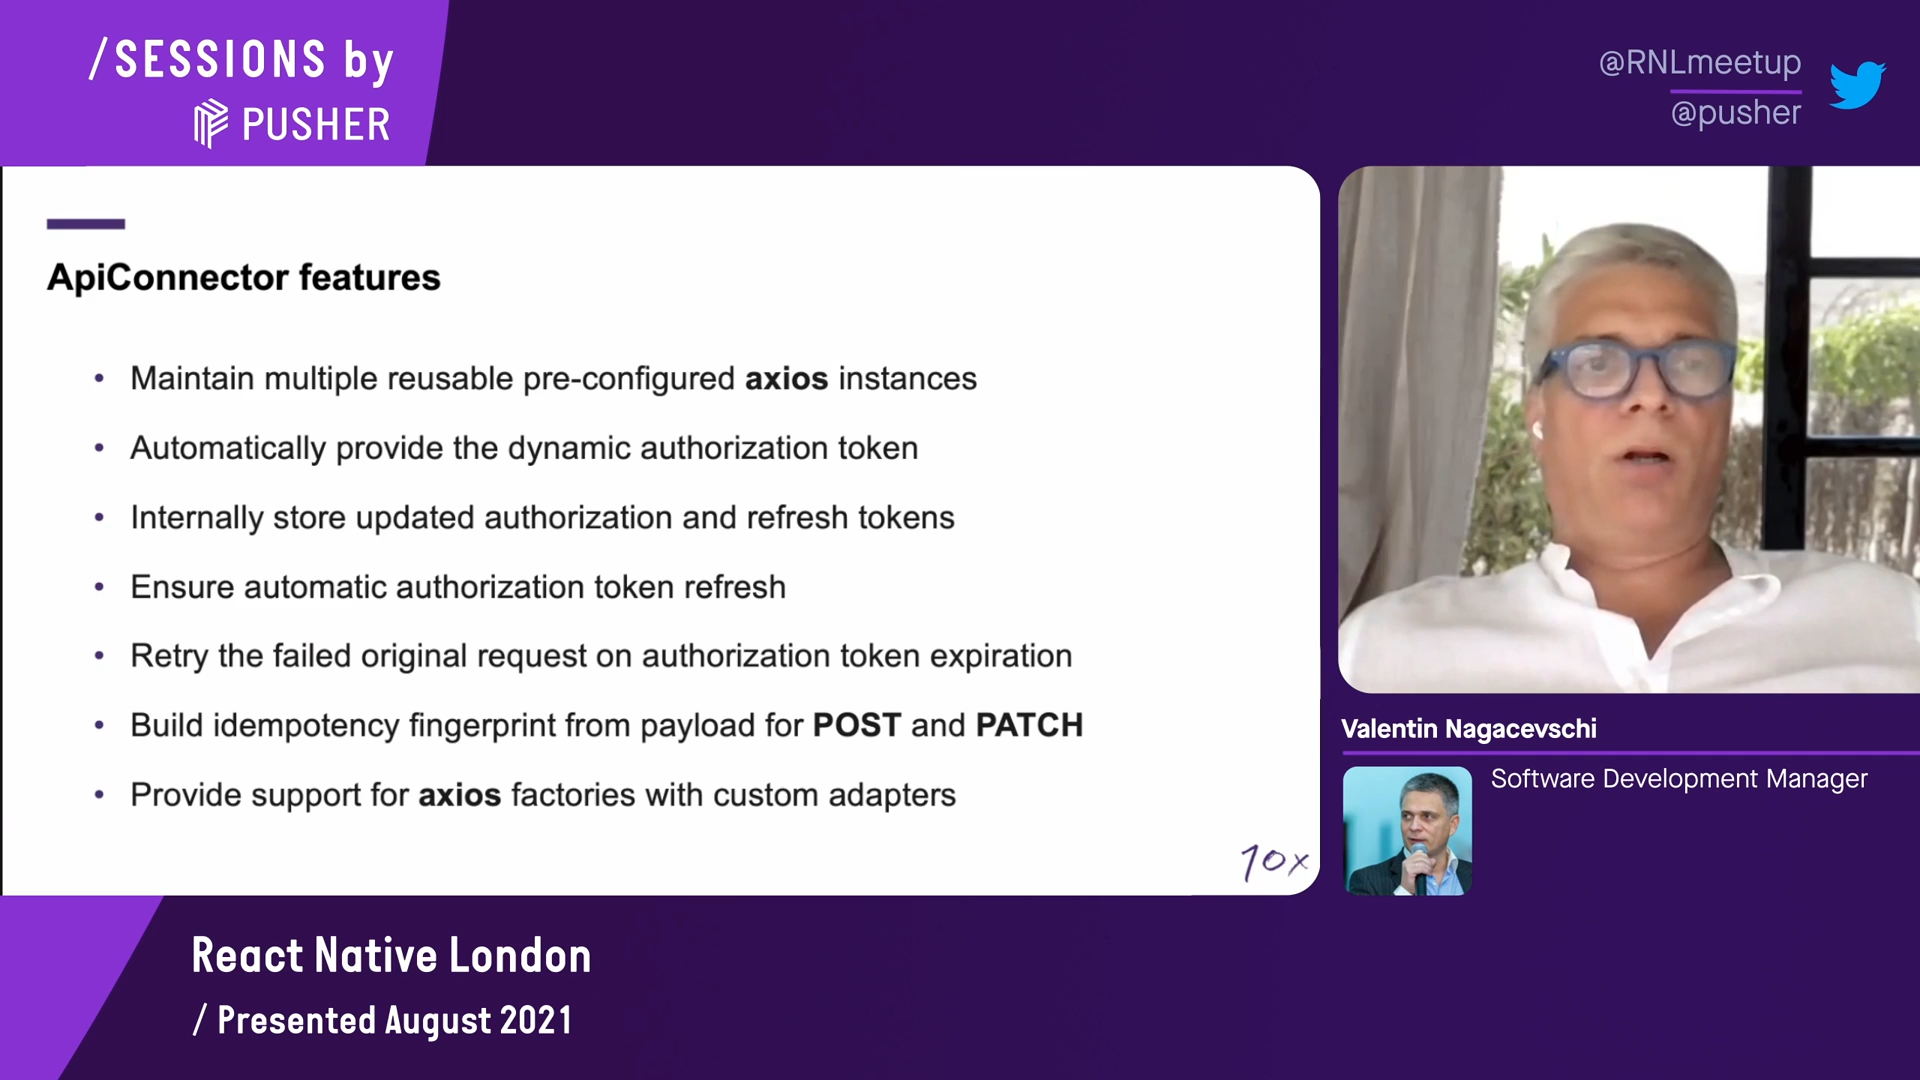 /SESSIONS by
PUSHER
@RNLmeetup
@pusher
ApiConnector features
• Maintain multiple reusable pre-configured axios instances
• Automatically provide the dynamic authorization token
• Internally store updated authorization and refresh tokens
• Ensure automatic authorization token refresh
• Retry the failed original request on authorization token expiration
• Build idempotency fingerprint from payload for POST and PATCH
• Provide support for axios factories with custom adapters
10x
Valentin Nagacevschi
Software Development Manager
React Native London
/ Presented August 2021